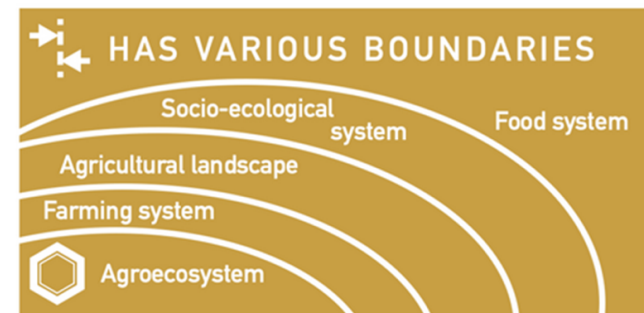 HAS VARIOUS BOUNDARIES
Socio-ecological
system
Food system
Agricultural landscape
Farming system
Agroecosystem